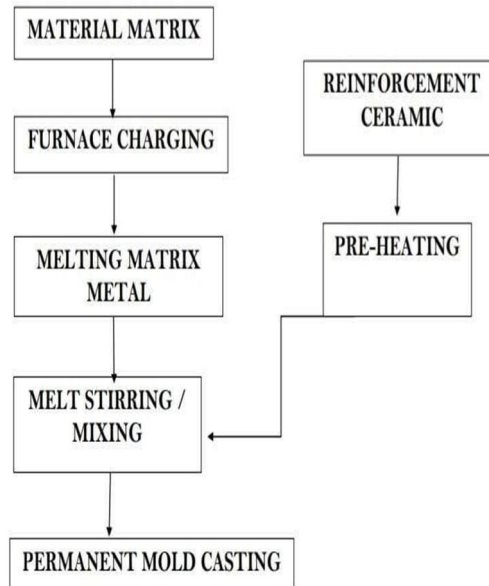 MATERIAL MATRIX
FURNACE CHARGING
MELTING MATRIX
METAL
MELT STIRRING /
MIXING
PERMANENT MOLD CASTING
REINFORCEMENT
CERAMIC
PRE-HEATING